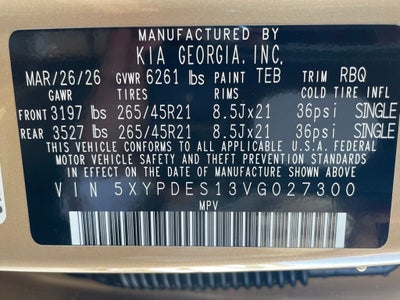 MANUFACTURED BY
KIA GEORGIA, INC.
MAR/26/26 GVWR 6261 lbs PAINT TEB TRIM RBQ
GAWR TIRES RIMS COLD TIRE INFL
FRONT 3197 lbs 265/45R21 8.5Jx21 36psi SINGLE
REAR 3527 lbs 265/45R21 8.5Jx21 36psi SINGLE
THIS VEHICLE CONFORMS TO ALL APPLICABLE U.S.A. FEDERAL
MOTOR VEHICLE SAFETY AND THEFT PREVENTION STANDARDS
IN EFFECT ON THE DATE OF MANUFACTURE SHOWN ABOVE
VIN 5XYPDES13VG027300
MPV